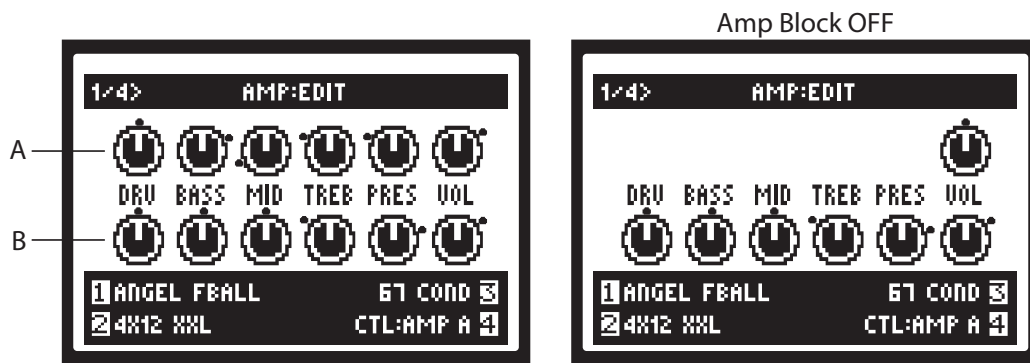 Amp Block OFF
1/4> AMP:EDIT
A
DRV BASS MID TREB PRES VOL
B
1 ANGEL FBALL 67 COND 3
2 4X12 XXL CTL:AMP A 4
1/4> AMP:EDIT
DRV BASS MID TREB PRES VOL
1 ANGEL FBALL 67 COND 3
2 4X12 XXL CTL:AMP A 4